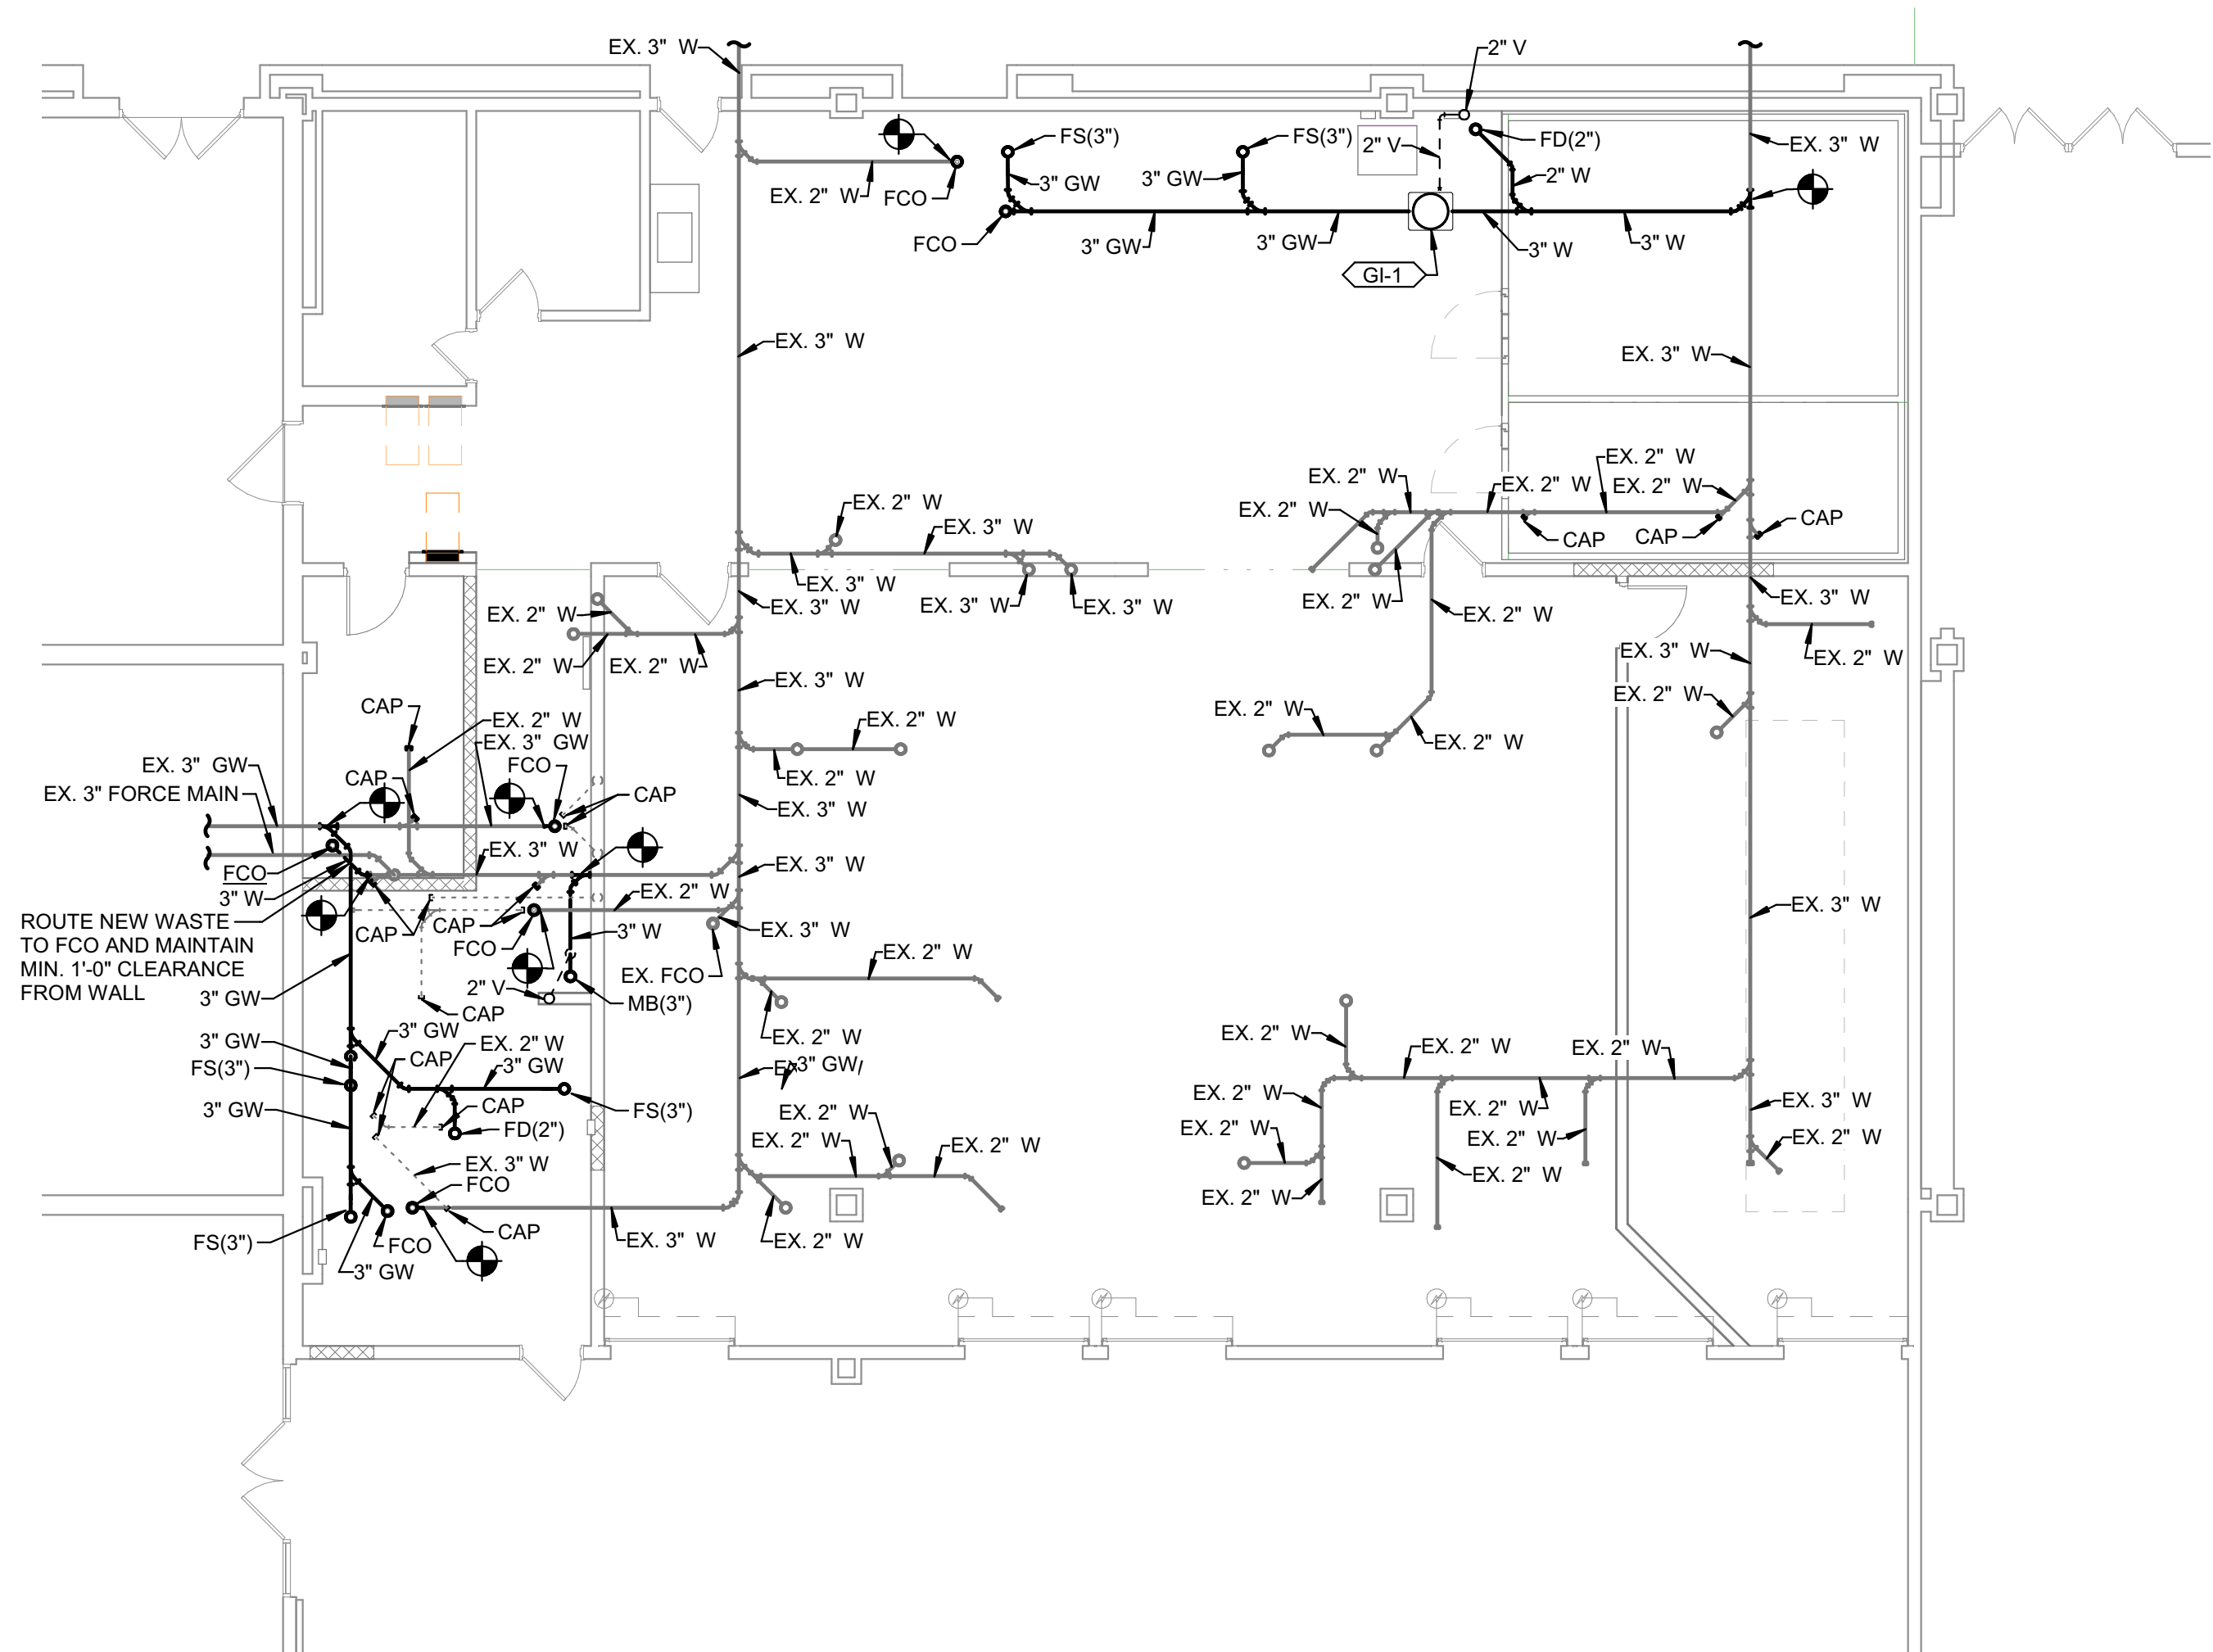 EX. 3"  W
2" V
FS(3")
FS(3")
2" V
FD(2")
EX. 3"  W
3" GW
3" GW
2" W
EX. 2"  W
FCO
FCO
3" GW
3" GW
3" W
3" W
GI-1
EX. 3"  W
EX. 3"  W
EX. 2"  W
EX. 2"  W
EX. 2"  W
EX. 2"  W
EX. 2"  W
EX. 2"  W
EX. 3"  W
CAP
CAP
CAP
EX. 3"  W
EX. 3"  W
EX. 3"  W
EX. 3"  W
EX. 2"  W
EX. 3"  W
EX. 2"  W
EX. 2"  W
EX. 2"  W
EX. 2"  W
EX. 3"  W
EX. 2"  W
EX. 3"  W
EX. 2"  W
CAP
EX. 2"  W
EX. 2"  W
EX. 2"  W
EX. 3"  GW
EX. 2"  W
EX. 3"  GW
FCO
CAP
EX. 2"  W
EX. 3" FORCE MAIN
CAP
EX. 3"  W
EX. 3"  W
EX. 3"  W
FCO
EX. 2"  W
3" W
EX. 3"  W
ROUTE NEW WASTE
TO FCO AND MAINTAIN
MIN. 1'-0" CLEARANCE
FROM WALL
CAP
CAP
FCO
3" W
EX. 3"  W
EX. 2"  W
EX. FCO
3" GW
2" V
MB(3")
CAP
3" GW
3" GW
EX. 2" W
EX. 2"  W
EX. 2"  W
EX. 2"  W
EX. 2"  W
FS(3")
CAP
3" GW
3" GW
EX. 2"  W
3" GW
CAP
FS(3")
EX. 2"  W
EX. 2"  W
EX. 3"  W
FD(2")
EX. 2"  W
EX. 2"  W
EX. 2"  W
EX. 2"  W
EX. 2"  W
EX. 3" W
EX. 2"  W
FCO
EX. 2"  W
FS(3")
FCO
CAP
EX. 3"  W
EX. 2"  W
3" GW